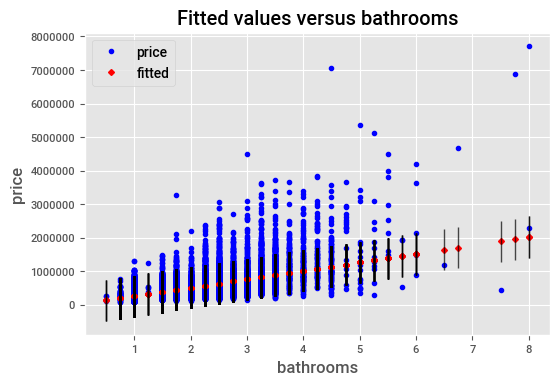 Fitted values versus bathrooms
8000000
7000000
6000000
5000000
4000000
3000000
2000000
1000000
0
price
price
fitted
1 2 3 4 5 6 7 8
bathrooms